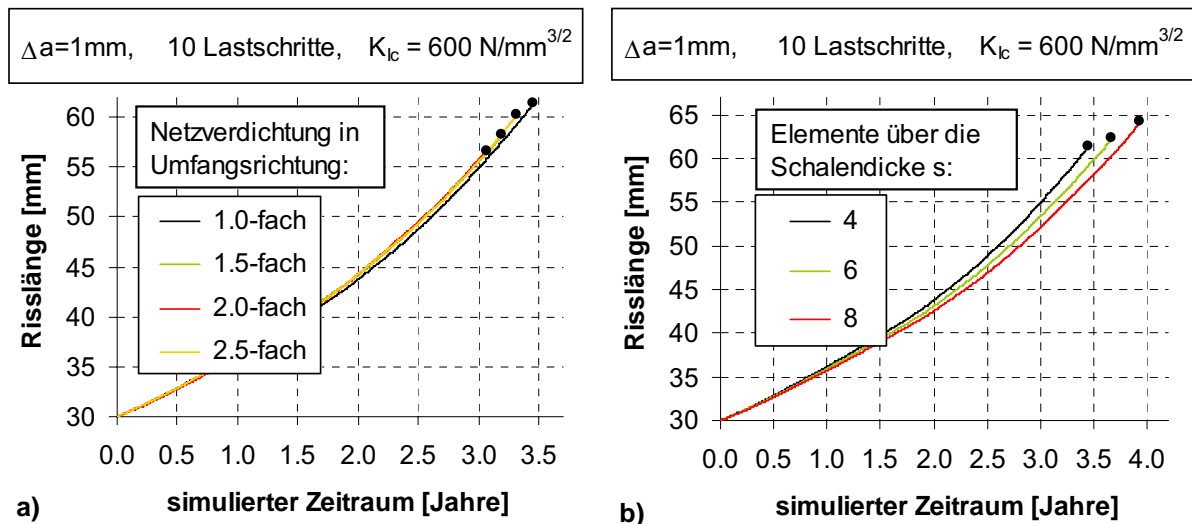 Δa=1mm, 10 Lastschritte, K_Ic = 600 N/mm^3/2
Risslänge [mm]
60
55
50
45
40
35
30
Netzverdichtung in
Umfangsrichtung:
1.0-fach
1.5-fach
2.0-fach
2.5-fach
0.0 0.5 1.0 1.5 2.0 2.5 3.0 3.5
simulierter Zeitraum [Jahre]
a)
Δa=1mm, 10 Lastschritte, K_Ic = 600 N/mm^3/2
Risslänge [mm]
65
60
55
50
45
40
35
30
Elemente über die
Schalendicke s:
4
6
8
0.0 0.5 1.0 1.5 2.0 2.5 3.0 3.5 4.0
simulierter Zeitraum [Jahre]
b)